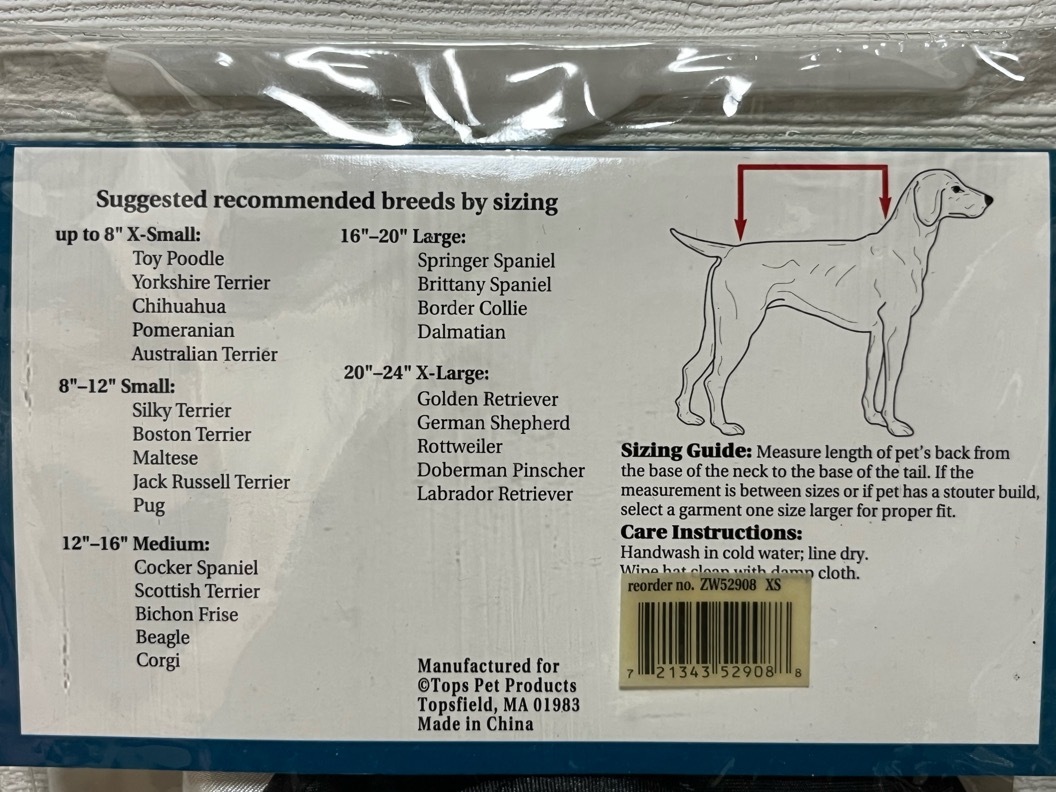 Suggested recommended breeds by sizing
up to 8" X-Small:
Toy Poodle
Yorkshire Terrier
Chihuahua
Pomeranian
Australian Terrier
8"–12" Small:
Silky Terrier
Boston Terrier
Maltese
Jack Russell Terrier
Pug
12"–16" Medium:
Cocker Spaniel
Scottish Terrier
Bichon Frise
Beagle
Corgi
16"–20" Large:
Springer Spaniel
Brittany Spaniel
Border Collie
Dalmatian
20"–24" X-Large:
Golden Retriever
German Shepherd
Rottweiler
Doberman Pinscher
Labrador Retriever
Manufactured for
©Tops Pet Products
Topsfield, MA 01983
Made in China
Sizing Guide: Measure length of pet's back from
the base of the neck to the base of the tail. If the
measurement is between sizes or if pet has a stouter build,
select a garment one size larger for proper fit.
Care Instructions:
Handwash in cold water; line dry.
Wipe hat clean with damp cloth.
reorder no. ZW52908 XS
7 21343 52908 8